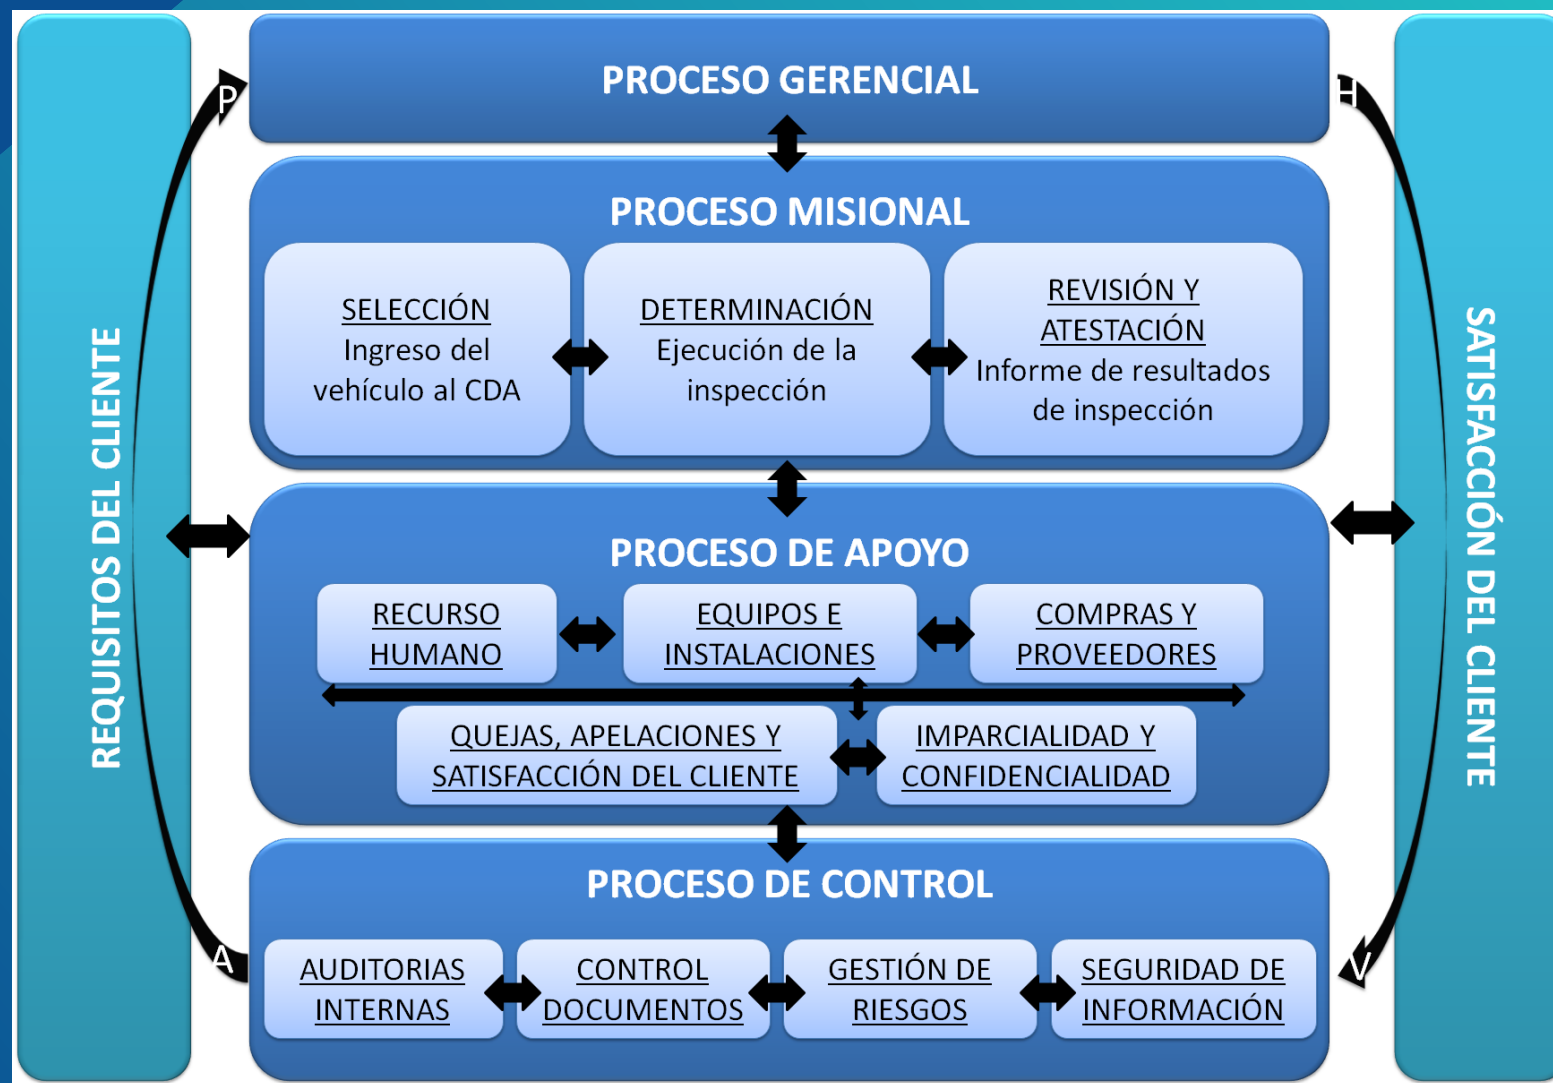 PROCESO GERENCIAL
P
H
PROCESO MISIONAL
SELECCIÓN
Ingreso del
vehículo al CDA
DETERMINACIÓN
Ejecución de la
inspección
REVISIÓN Y
ATESTACIÓN
Informe de resultados
de inspección
REQUISITOS DEL CLIENTE
SATISFACCIÓN DEL CLIENTE
PROCESO DE APOYO
RECURSO
HUMANO
EQUIPOS E
INSTALACIONES
COMPRAS Y
PROVEEDORES
QUEJAS, APELACIONES Y
SATISFACCIÓN DEL CLIENTE
IMPARCIALIDAD Y
CONFIDENCIALIDAD
PROCESO DE CONTROL
A
V
AUDITORIAS
INTERNAS
CONTROL
DOCUMENTOS
GESTIÓN DE
RIESGOS
SEGURIDAD DE
INFORMACIÓN